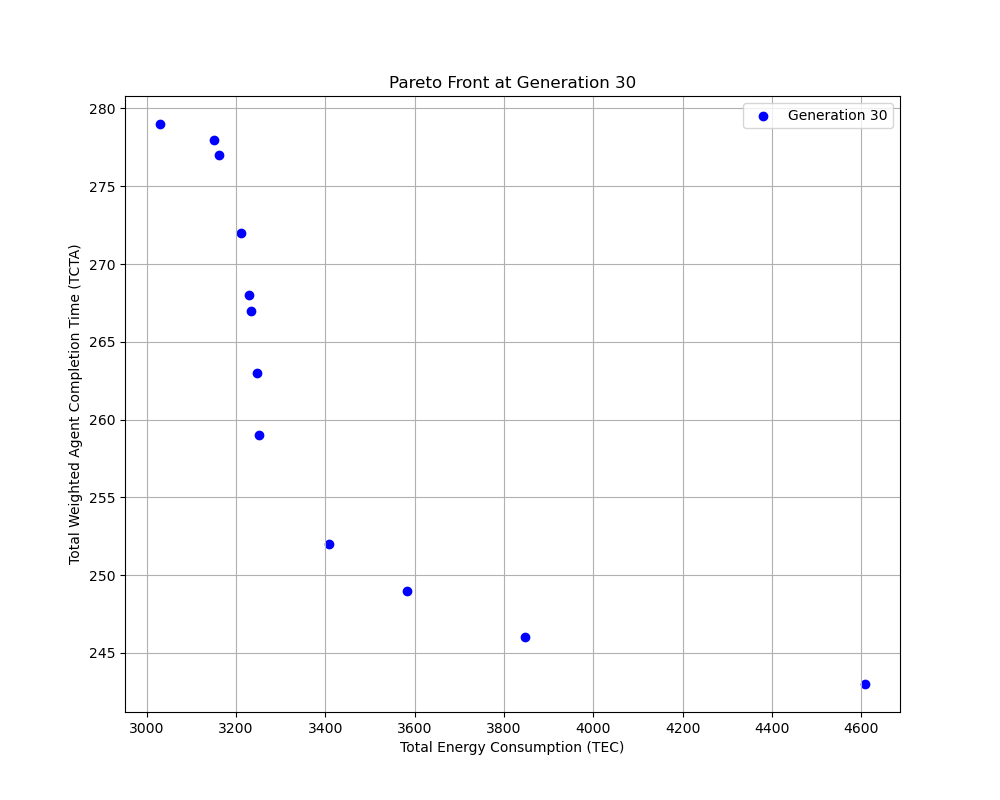 Pareto Front at Generation 30
Generation 30
280
275
270
265
260
255
250
245
Total Weighted Agent Completion Time (TCTA)
3000 3200 3400 3600 3800 4000 4200 4400 4600
Total Energy Consumption (TEC)